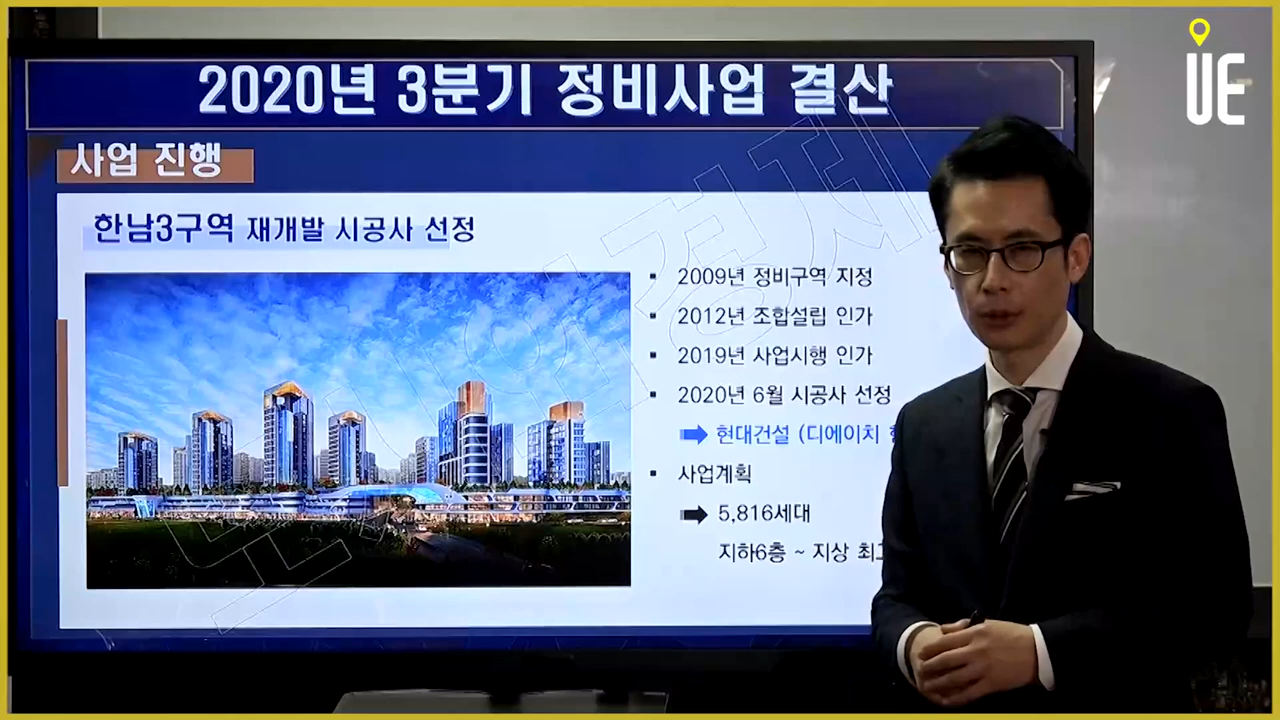 UE
2020년 3분기 정비사업 결산
사업 진행
한남3구역 재개발 시공사 선정
▪ 2009년 정비구역 지정
▪ 2012년 조합설립 인가
▪ 2019년 사업시행 인가
▪ 2020년 6월 시공사 선정
➡ 현대건설 (디에이치
▪ 사업계획
➡ 5,816세대
지하6층 ~ 지상
도시와경제